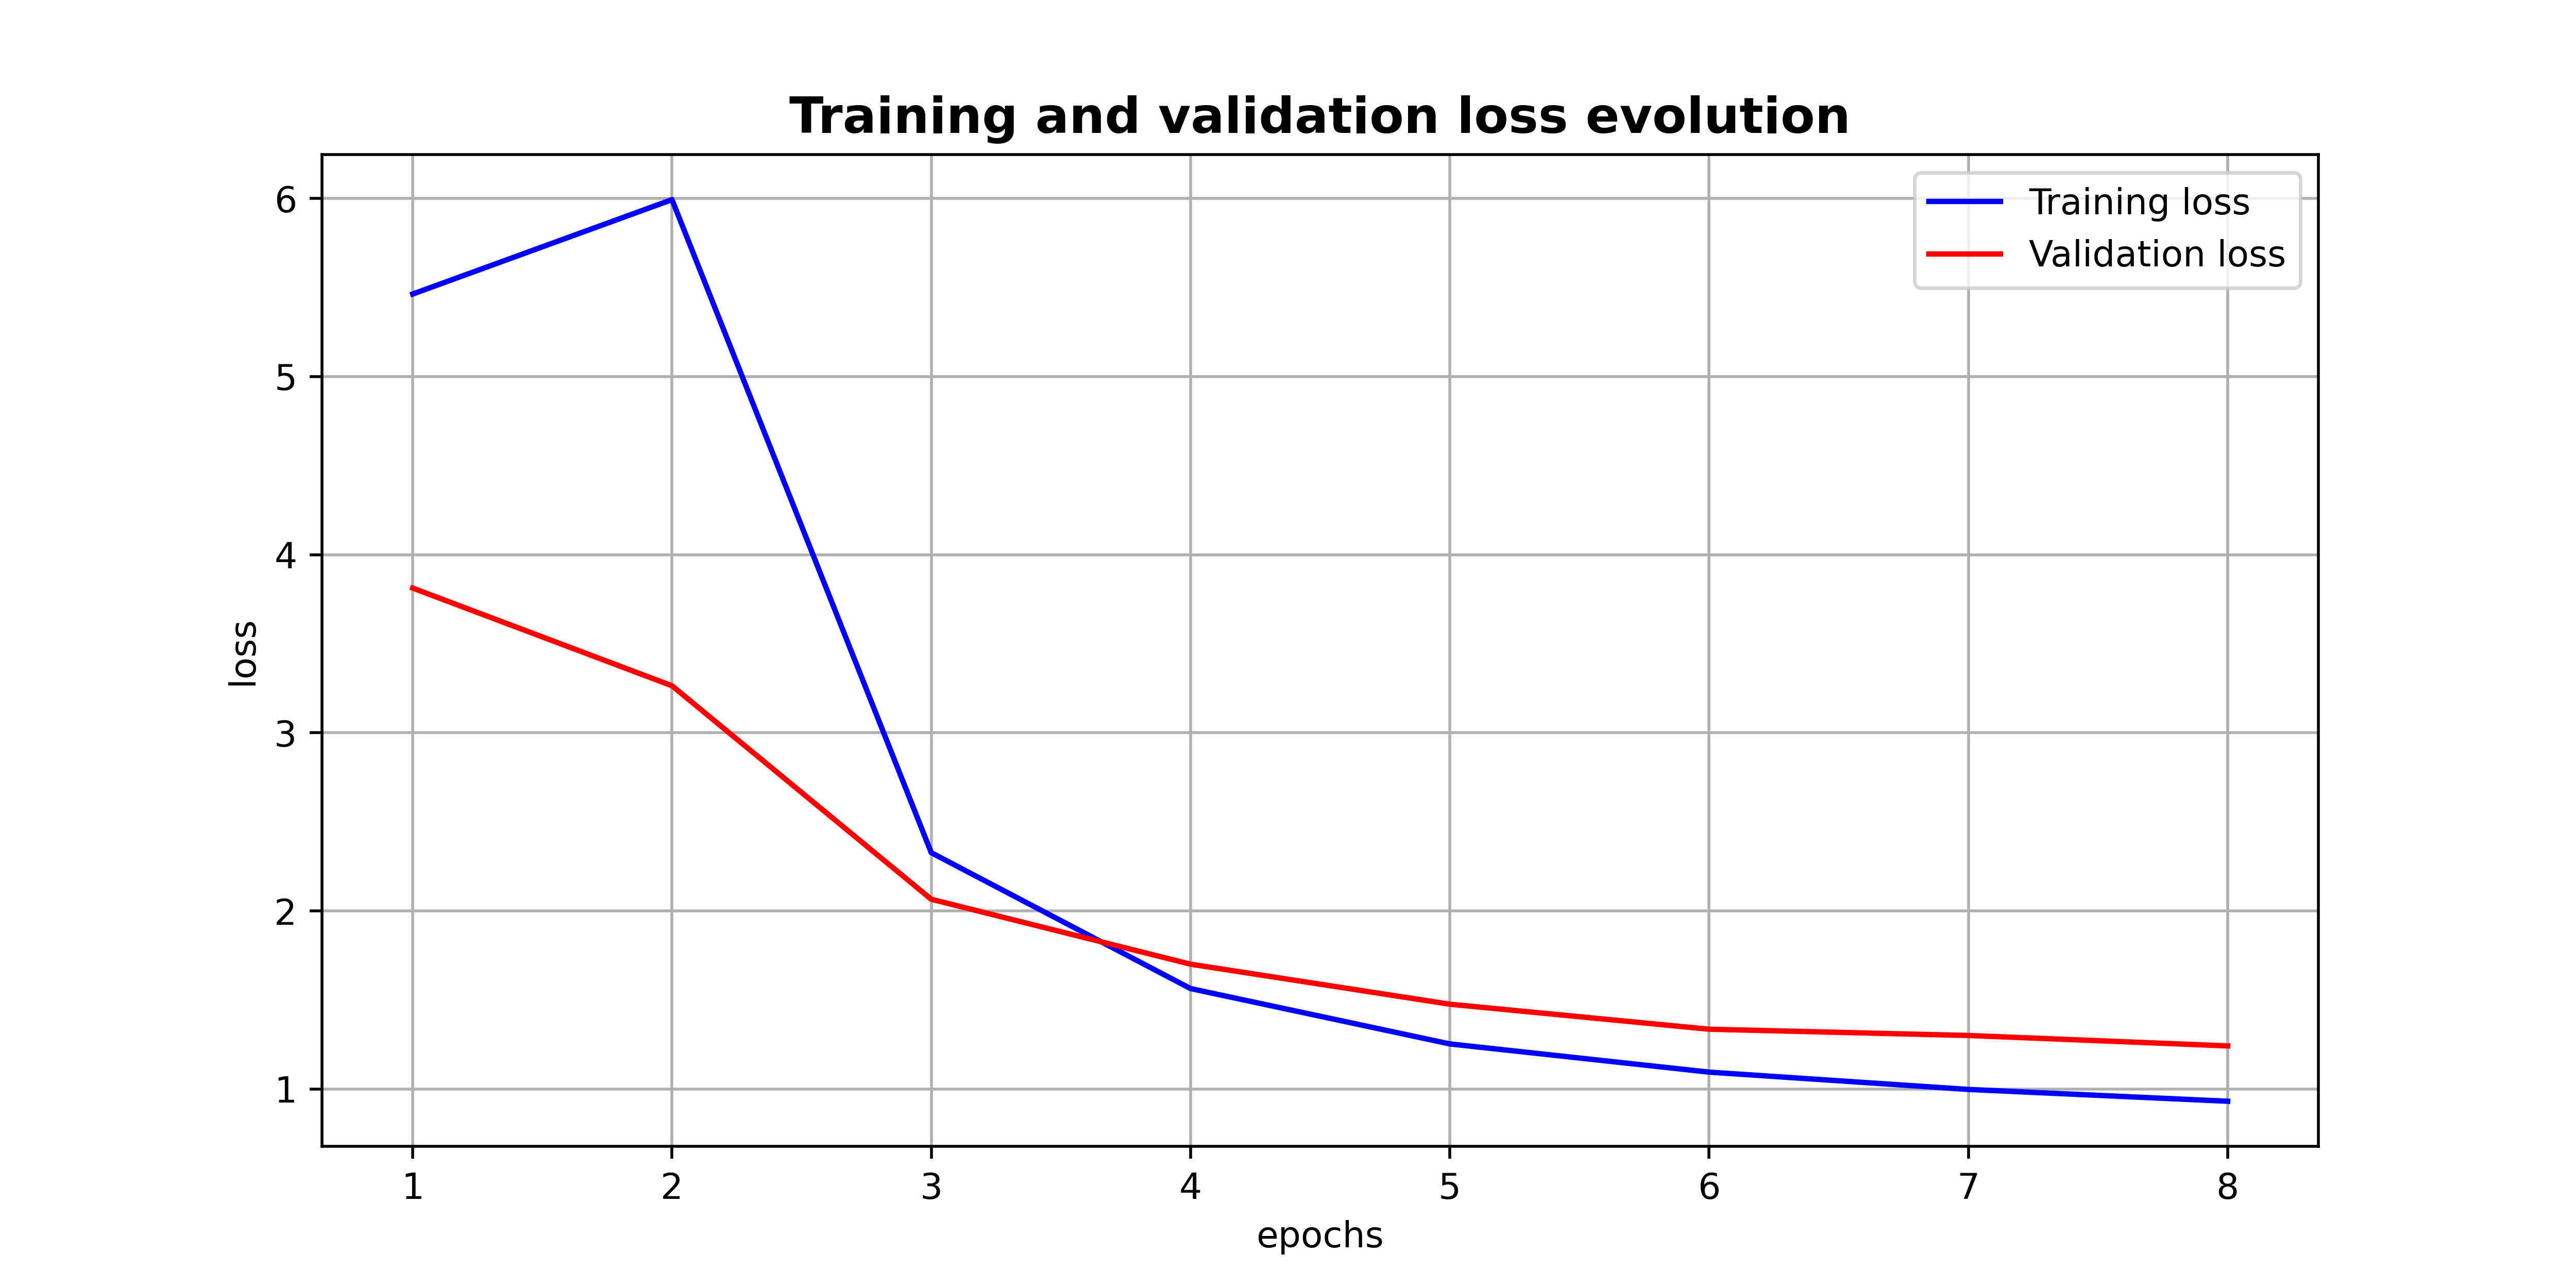 Training and validation loss evolution
Training loss
Validation loss
6
5
4
3
2
1
loss
1 2 3 4 5 6 7 8
epochs